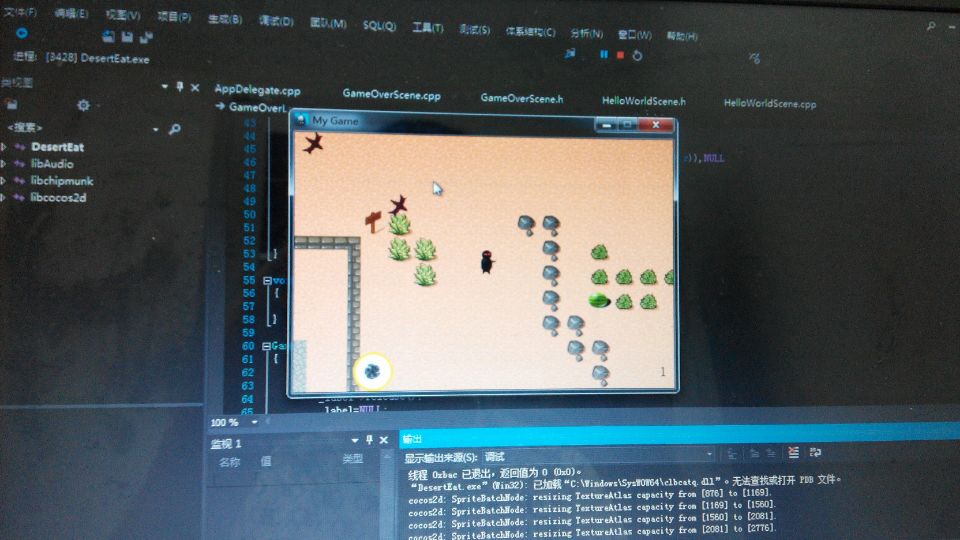 文件(F) 编辑(E) 视图(V) 项目(P) 生成(B) 调试(D) 团队(M) SQL(Q) 工具(T) 测试(S) 体系结构(C) 分析(N) 窗口(W) 帮助(H)
进程: [3428] DesertEat.exe
类视图
AppDelegate.cpp GameOverScene.cpp GameOverScene.h HelloWorldScene.h HelloWorldScene.cpp
GameOverL
<搜索>
DesertEat
libAudio
libchipmunk
libcocos2d
My Game
43
44
45
46 )),NULL
47
48
49
50
51
52
53 }
54
55
56 {
57
58 }
59
60 Ga
61 {
62
63
64
65 _label=NULL;
1
100 %
监视 1
名称 值 类型
输出
显示输出来源(S): 调试
线程 0xbac 已退出，返回值为 0 (0x0)。
“DesertEat.exe”(Win32): 已加载“C:\Windows\SysWOW64\clbcatq.dll”。无法查找或打开 PDB 文件。
cocos2d: SpriteBatchNode: resizing TextureAtlas capacity from [876] to [1169].
cocos2d: SpriteBatchNode: resizing TextureAtlas capacity from [1169] to [1560].
cocos2d: SpriteBatchNode: resizing TextureAtlas capacity from [1560] to [2081].
cocos2d: SpriteBatchNode: resizing TextureAtlas capacity from [2081] to [2776].